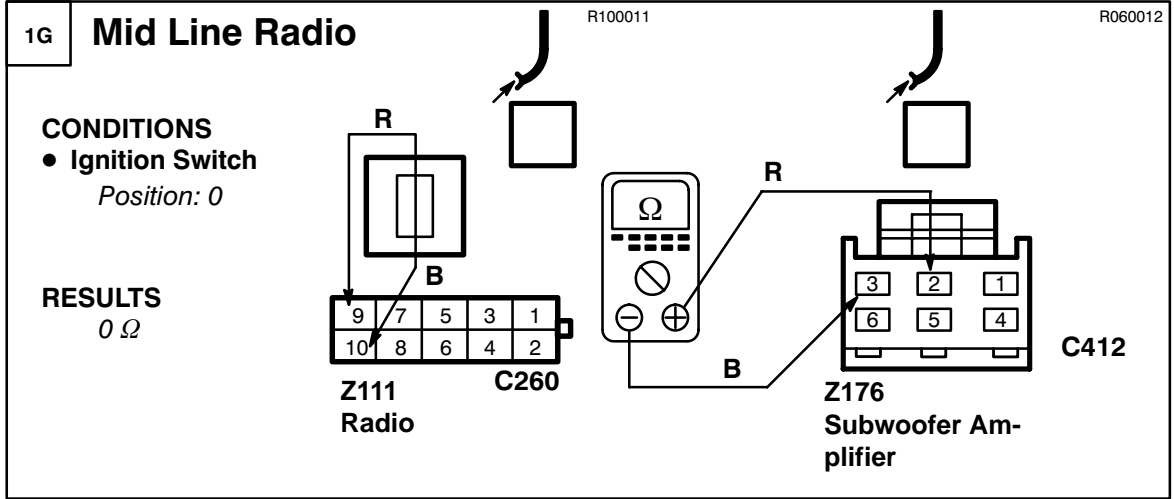 1G Mid Line Radio
R100011
R060012
CONDITIONS
● Ignition Switch
Position: 0
RESULTS
0 Ω
R
B
9 7 5 3 1
10 8 6 4 2
C260
Z111
Radio
Ω
R
B
3 2 1
6 5 4
C412
Z176
Subwoofer Am-
plifier